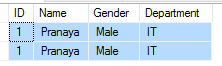 ID Name Gender Department
1 Pranaya Male IT
1 Pranaya Male IT